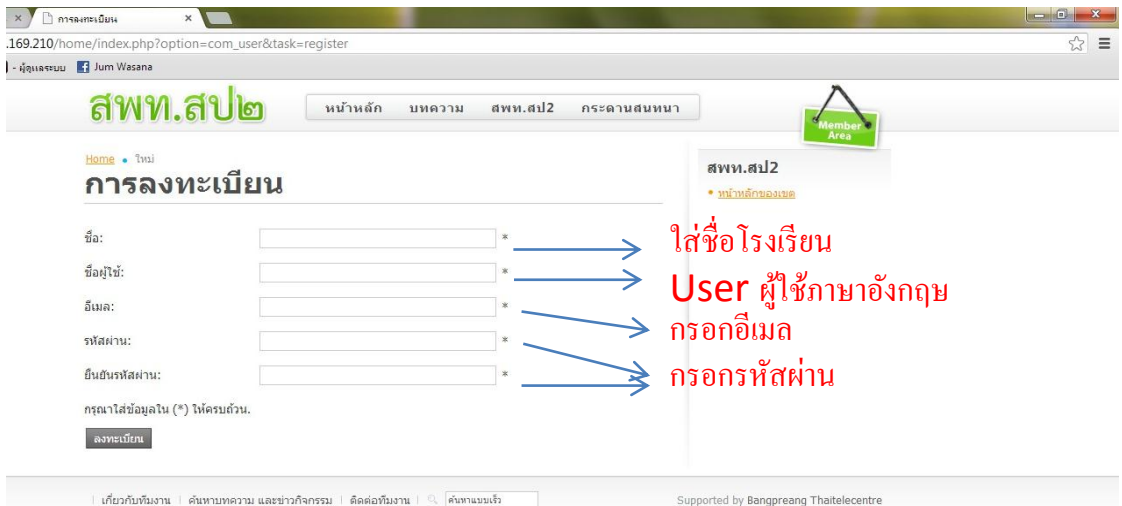 การลงทะเบียน
.169.210/home/index.php?option=com_user&task=register
- ผู้ดูแลระบบ Jum Wasana
สพท.สป๒
หน้าหลัก บทความ สพท.สป2 กระดานสนทนา
Member
Area
Home • ใหม่
การลงทะเบียน
สพท.สป2
• หน้าหลักของเขต
ชื่อ: * ใส่ชื่อโรงเรียน
ชื่อผู้ใช้: * User ผู้ใช้ภาษาอังกฤษ
อีเมล: * กรอกอีเมล
รหัสผ่าน: * กรอกรหัสผ่าน
ยืนยันรหัสผ่าน: *
กรุณาใส่ข้อมูลใน (*) ให้ครบถ้วน.
ลงทะเบียน
เกี่ยวกับทีมงาน | ค้นหาบทความ และข่าวกิจกรรม | ติดต่อทีมงาน | ค้นหาแบบเร็ว
Supported by Bangpreang Thaitelecentre